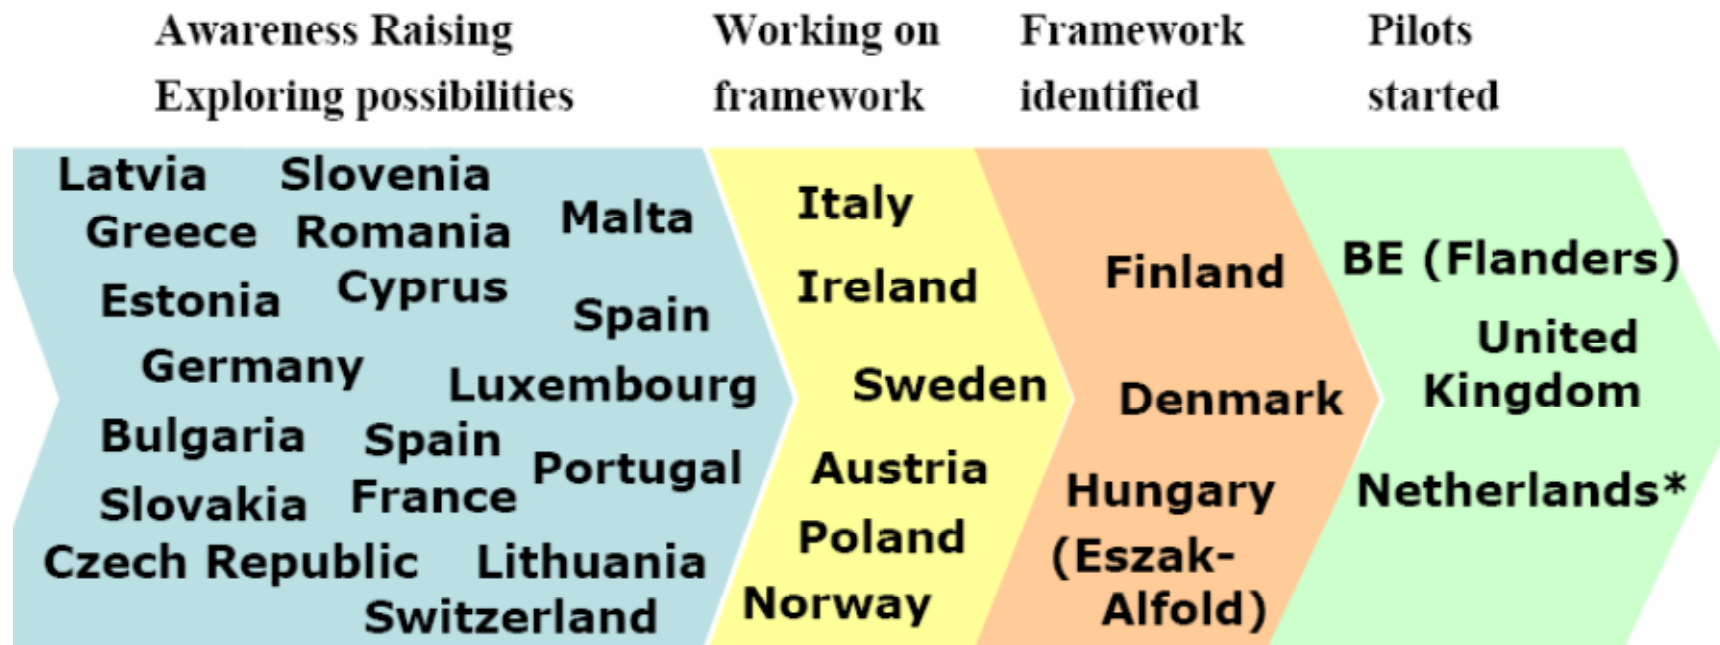 Awareness Raising
Exploring possibilities
Working on
framework
Framework
identified
Pilots
started
Latvia
Slovenia
Malta
Greece
Romania
Estonia
Cyprus
Spain
Germany
Luxembourg
Bulgaria
Spain
Portugal
Slovakia
France
Czech Republic
Lithuania
Switzerland
Italy
Ireland
Sweden
Austria
Poland
Norway
Finland
Denmark
Hungary
(Eszak-
Alfold)
BE (Flanders)
United
Kingdom
Netherlands*